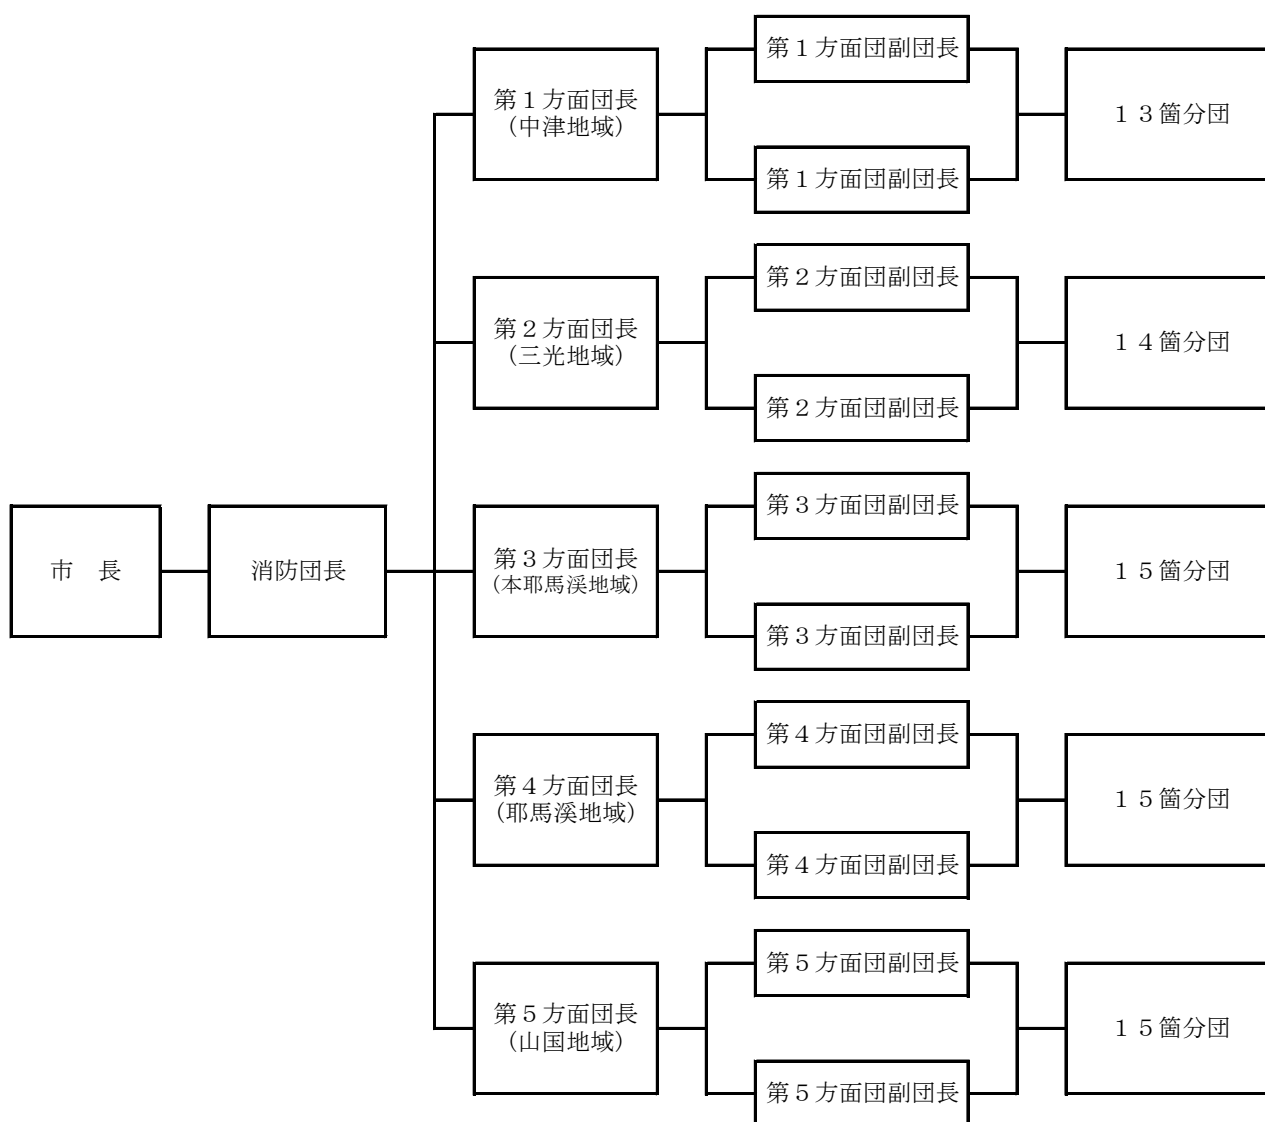 市　長
消防団長
第１方面団長
（中津地域）
第１方面団副団長
第１方面団副団長
１３箇分団
第２方面団長
（三光地域）
第２方面団副団長
第２方面団副団長
１４箇分団
第３方面団長
（本耶馬溪地域）
第３方面団副団長
第３方面団副団長
１５箇分団
第４方面団長
（耶馬溪地域）
第４方面団副団長
第４方面団副団長
１５箇分団
第５方面団長
（山国地域）
第５方面団副団長
第５方面団副団長
１５箇分団